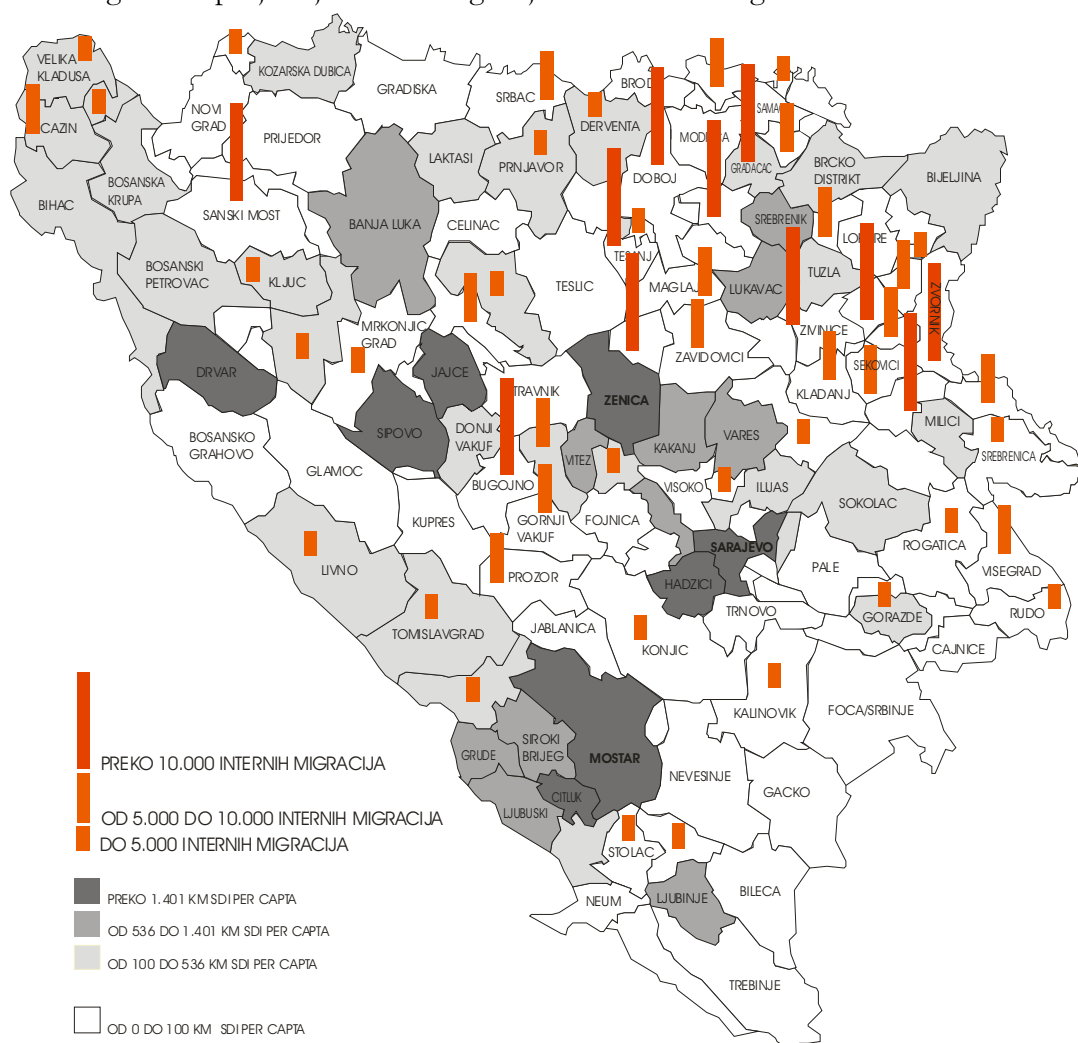 VELIKA
KLADUSA
KOZARSKA DUBICA
GRADISKA
SRBAC
BROD
NOVI
GRAD
PRIJEDOR
CAZIN
DERVENTA
LAKTASI
PRNJAVOR
DOBOJ
GRADACAC
BRCKO
DISTRIKT
BIJELJINA
BOSANSKA
KRUPA
BIHAC
SANSKI MOST
BANJA LUKA
CELINAC
SREBRENIK
BOSANSKI
PETROVAC
KLJUC
TESLIC
MAGLAJ
LUKAVAC
TUZLA
ZVORNIK
MRKONJIC
GRAD
ZAVIDOVICI
ZIVINICE
SEKOVICI
DRVAR
JAJCE
TRAVNIK
ZENICA
KLADANJ
MILICI
BOSANSKO
GRAHOVO
SIPOVO
DONJI
VAKUF
VITEZ
KAKANJ
VARES
SREBRENICA
GLAMOC
BUGOJNO
VISOKO
ILIJAS
SOKOLAC
KUPRES
GORNJI
VAKUF
FOJNICA
SARAJEVO
ROGATICA
LIVNO
PROZOR
HADZICI
PALE
VISEGRAD
TRNOVO
GORAZDE
RUDO
TOMISLAVGRAD
JABLANICA
KONJIC
CAJNICE
KALINOVIK
FOCA/SRBINJE
SIROKI
BRIJEG
GRUDE
MOSTAR
NEVESINJE
GACKO
CITLUK
LJUBUSKI
STOLAC
LJUBINJE
BILECA
NEUM
TREBINJE
PREKO 10.000 INTERNIH MIGRACIJA
OD 5.000 DO 10.000 INTERNIH MIGRACIJA
DO 5.000 INTERNIH MIGRACIJA
PREKO 1.401 KM SDI PER CAPTA
OD 536 DO 1.401 KM SDI PER CAPTA
OD 100 DO 536 KM SDI PER CAPTA
OD 0 DO 100 KM SDI PER CAPTA